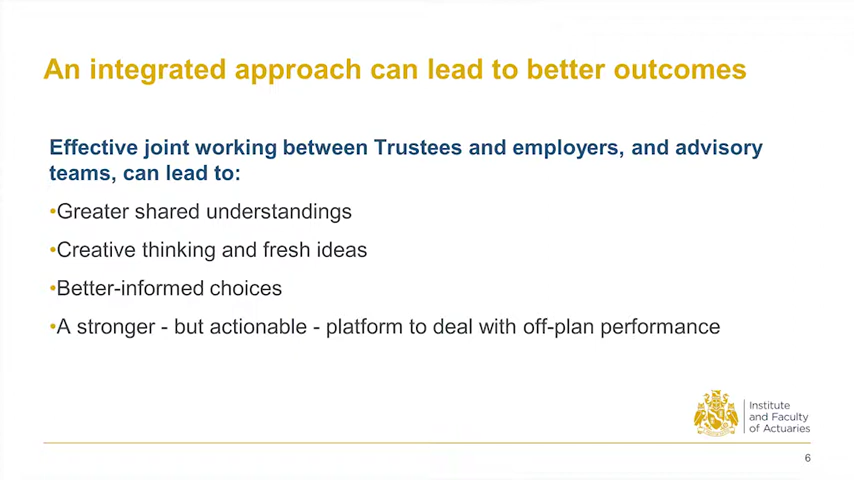 An integrated approach can lead to better outcomes
Effective joint working between Trustees and employers, and advisory
teams, can lead to:
•Greater shared understandings
•Creative thinking and fresh ideas
•Better-informed choices
•A stronger - but actionable - platform to deal with off-plan performance
Institute
and Faculty
of Actuaries
6